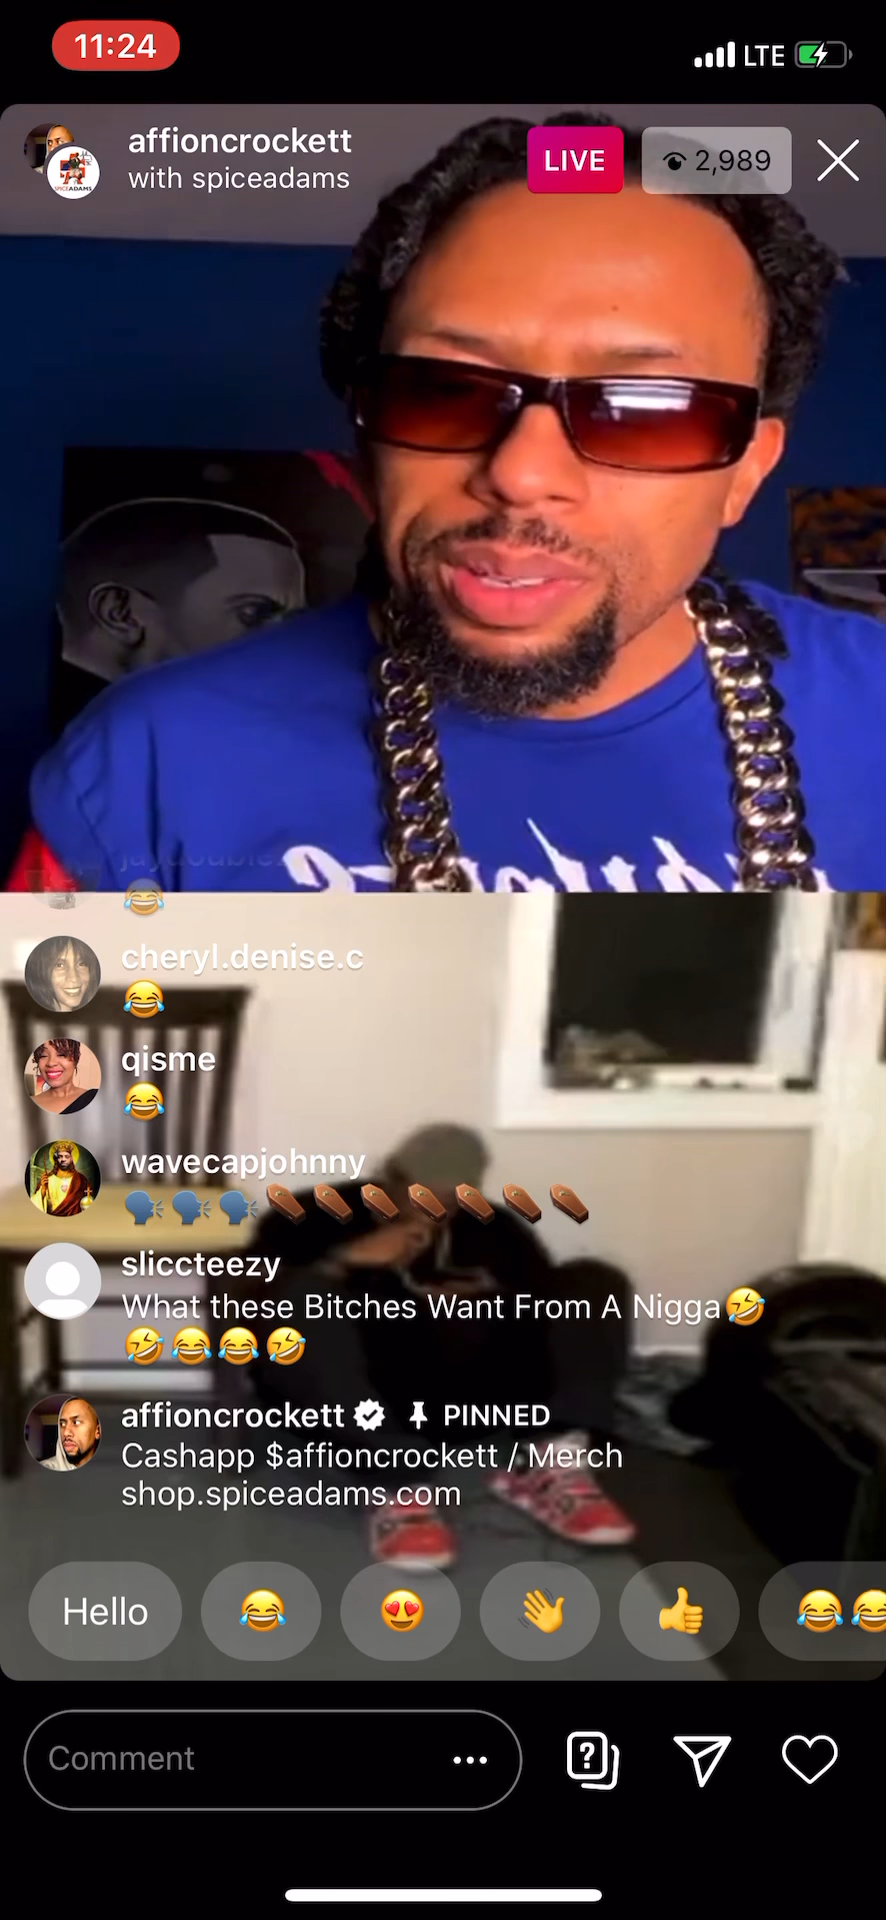 11:24
LTE
affioncrockett
with spiceadams
LIVE
2,989
SPICEADAMS
😂
cheryl.denise.c
😂
qisme
😂
wavecapjohnny
🗣🗣🗣⚰⚰⚰⚰⚰⚰⚰
sliccteezy
What these Bitches Want From A Nigga🤣
🤣😂😂🤣
affioncrockett PINNED
Cashapp $affioncrockett / Merch
shop.spiceadams.com
Hello 😂 😍 👋 👍 😂😂
Comment